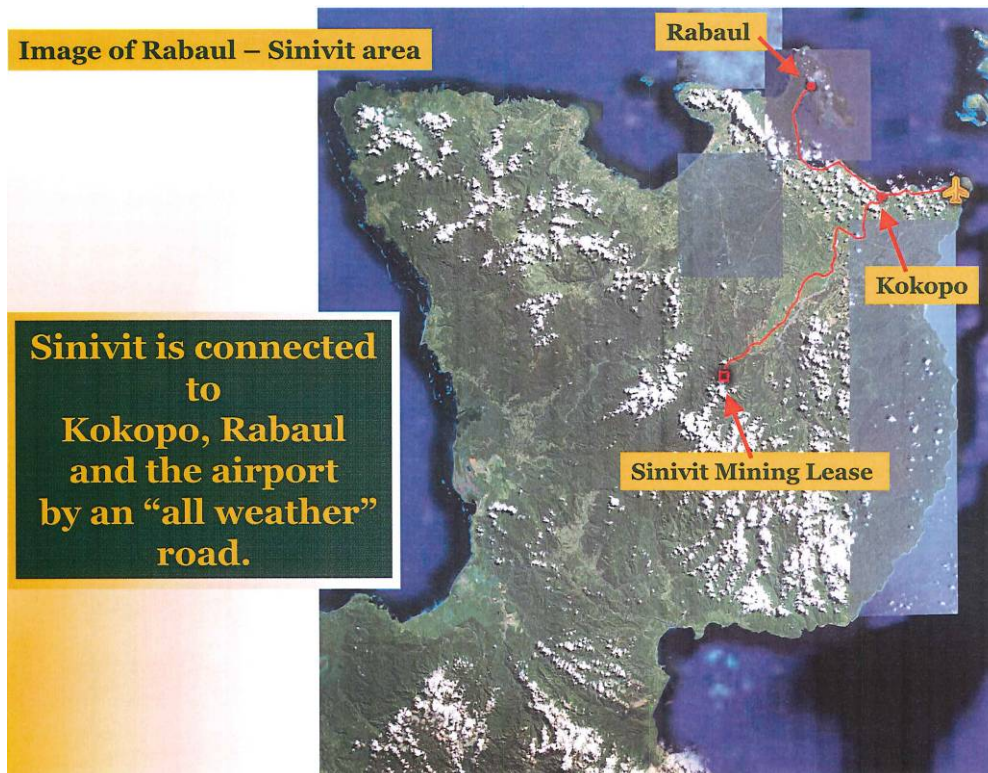 Image of Rabaul – Sinivit area
Rabaul
Kokopo
Sinivit is connected
to
Kokopo, Rabaul
and the airport
by an “all weather”
road.
Sinivit Mining Lease